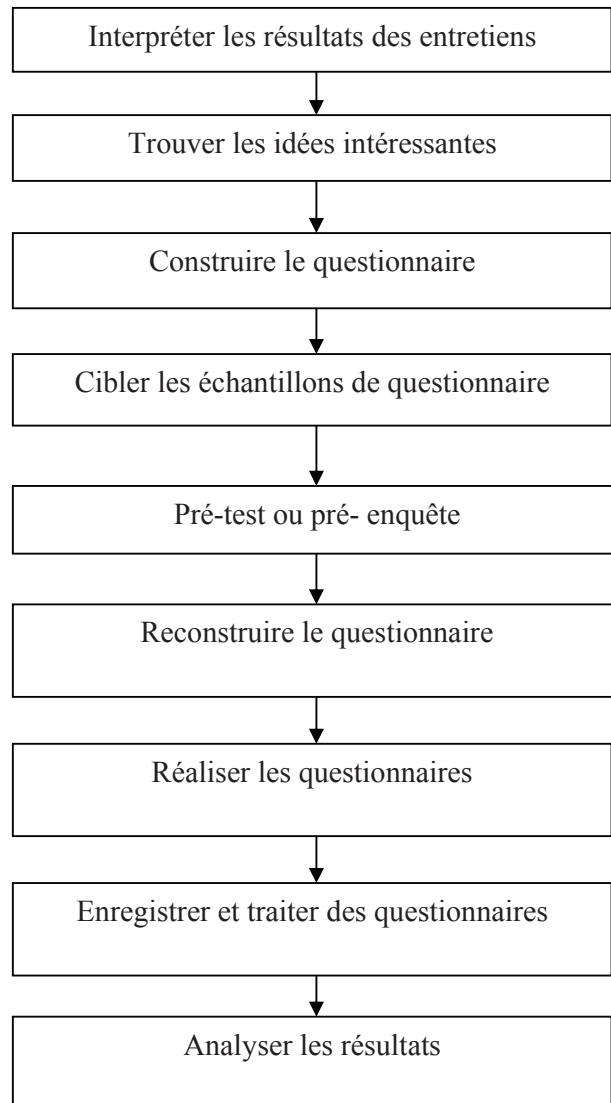 Interpréter les résultats des entretiens
Trouver les idées intéressantes
Construire le questionnaire
Cibler les échantillons de questionnaire
Pré-test ou pré- enquête
Reconstruire le questionnaire
Réaliser les questionnaires
Enregistrer et traiter des questionnaires
Analyser les résultats